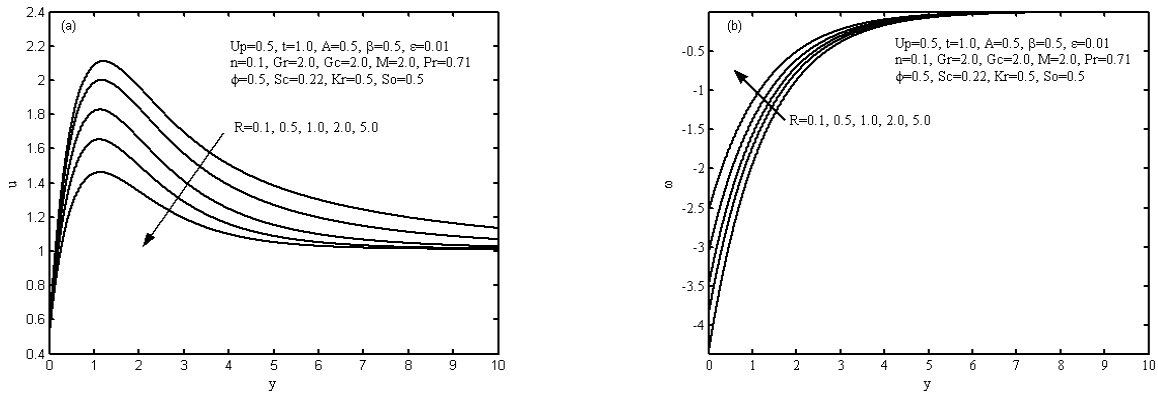 (a)
Up=0.5, t=1.0, A=0.5, β=0.5, ε=0.01
n=0.1, Gr=2.0, Gc=2.0, M=2.0, Pr=0.71
ϕ=0.5, Sc=0.22, Kr=0.5, So=0.5
R=0.1, 0.5, 1.0, 2.0, 5.0
2.4
2.2
2
1.8
1.6
1.4
1.2
1
0.8
0.6
0.4
u
0 1 2 3 4 5 6 7 8 9 10
y
(b)
Up=0.5, t=1.0, A=0.5, β=0.5, ε=0.01
n=0.1, Gr=2.0, Gc=2.0, M=2.0, Pr=0.71
ϕ=0.5, Sc=0.22, Kr=0.5, So=0.5
R=0.1, 0.5, 1.0, 2.0, 5.0
-0.5
-1
-1.5
-2
-2.5
-3
-3.5
-4
ω
0 1 2 3 4 5 6 7 8 9 10
y